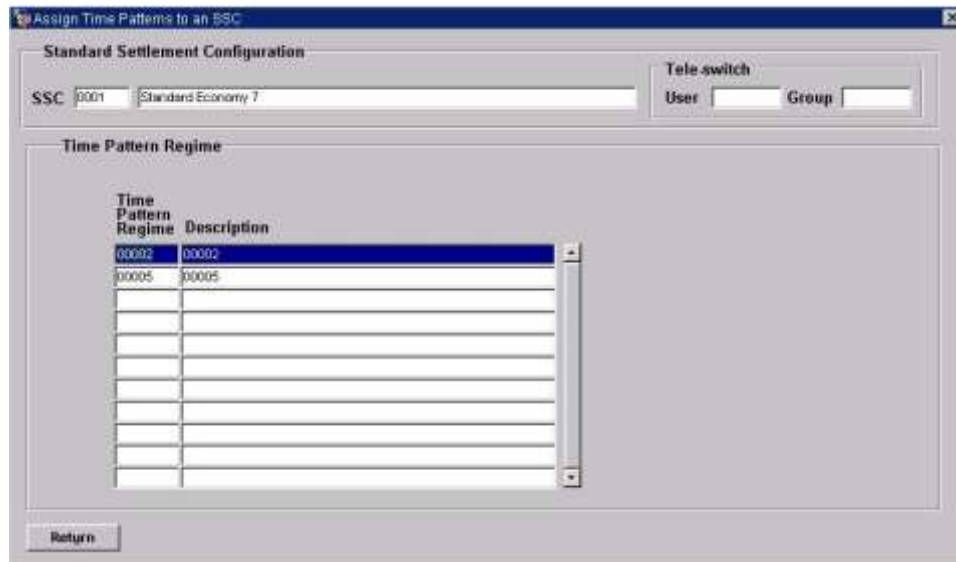 Assign Time Patterns to an SSC
Standard Settlement Configuration
Tele-switch
SSC 0001 Standard Economy 7 User Group
Time Pattern Regime
Time
Pattern
Regime Description
00002 00002
00005 00005
Return